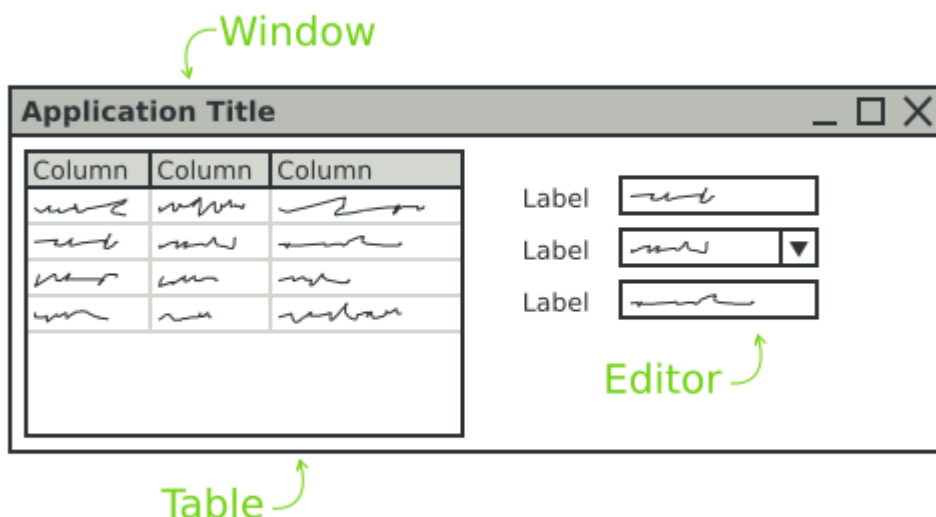 Window
Application Title
Column Column Column
Label
Label
Label
Editor
Table